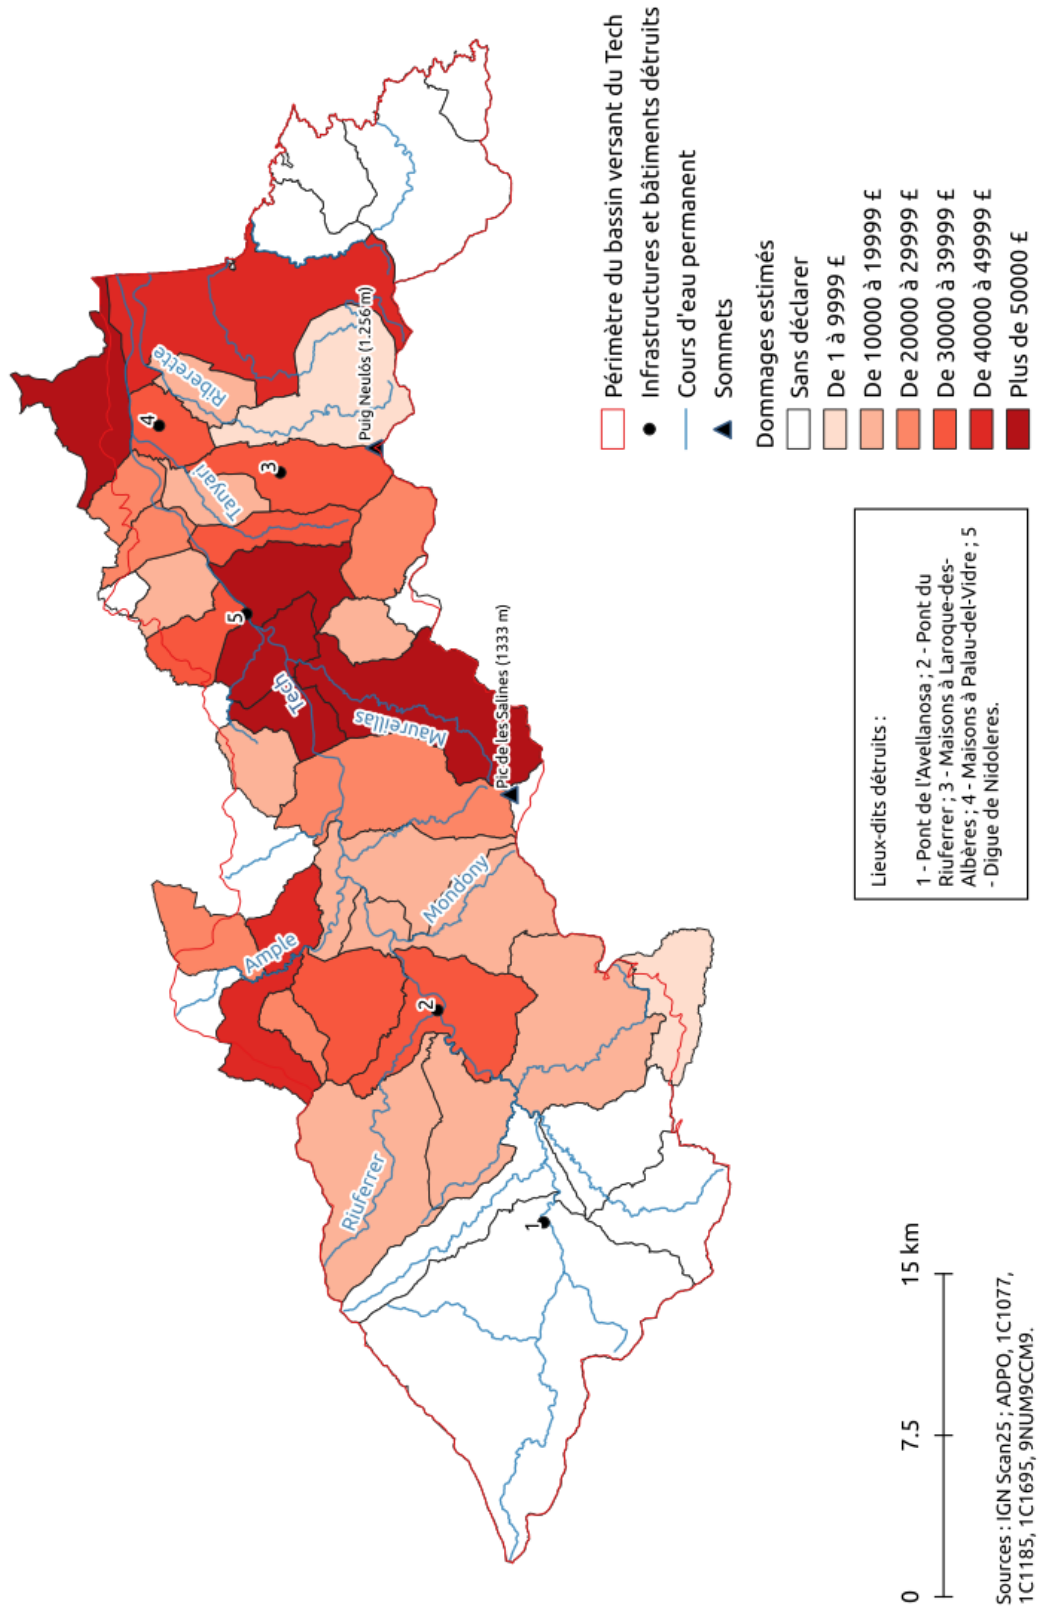 Riberette
4
Puig Neulós (1.256 m)
3
Tanyari
5
Tech
Maureillas
Pic de les Salines (1333 m)
Mondony
Ample
2
Riuferrer
1
Périmètre du bassin versant du Tech
Infrastructures et bâtiments détruits
Cours d'eau permanent
Sommets
Dommages estimés
Sans déclarer
De 1 à 9999 £
De 10000 à 19999 £
De 20000 à 29999 £
De 30000 à 39999 £
De 40000 à 49999 £
Plus de 50000 £
Lieux-dits détruits :
1 - Pont de l'Avellanosa ; 2 - Pont du
Riuferrer ; 3 - Maisons à Laroque-des-
Albères ; 4 - Maisons à Palau-del-Vidre ; 5
- Digue de Nidoleres.
0 7.5 15 km
Sources : IGN Scan25 ; ADPO, 1C1077,
1C1185, 1C1695, 9NUM9CCM9.